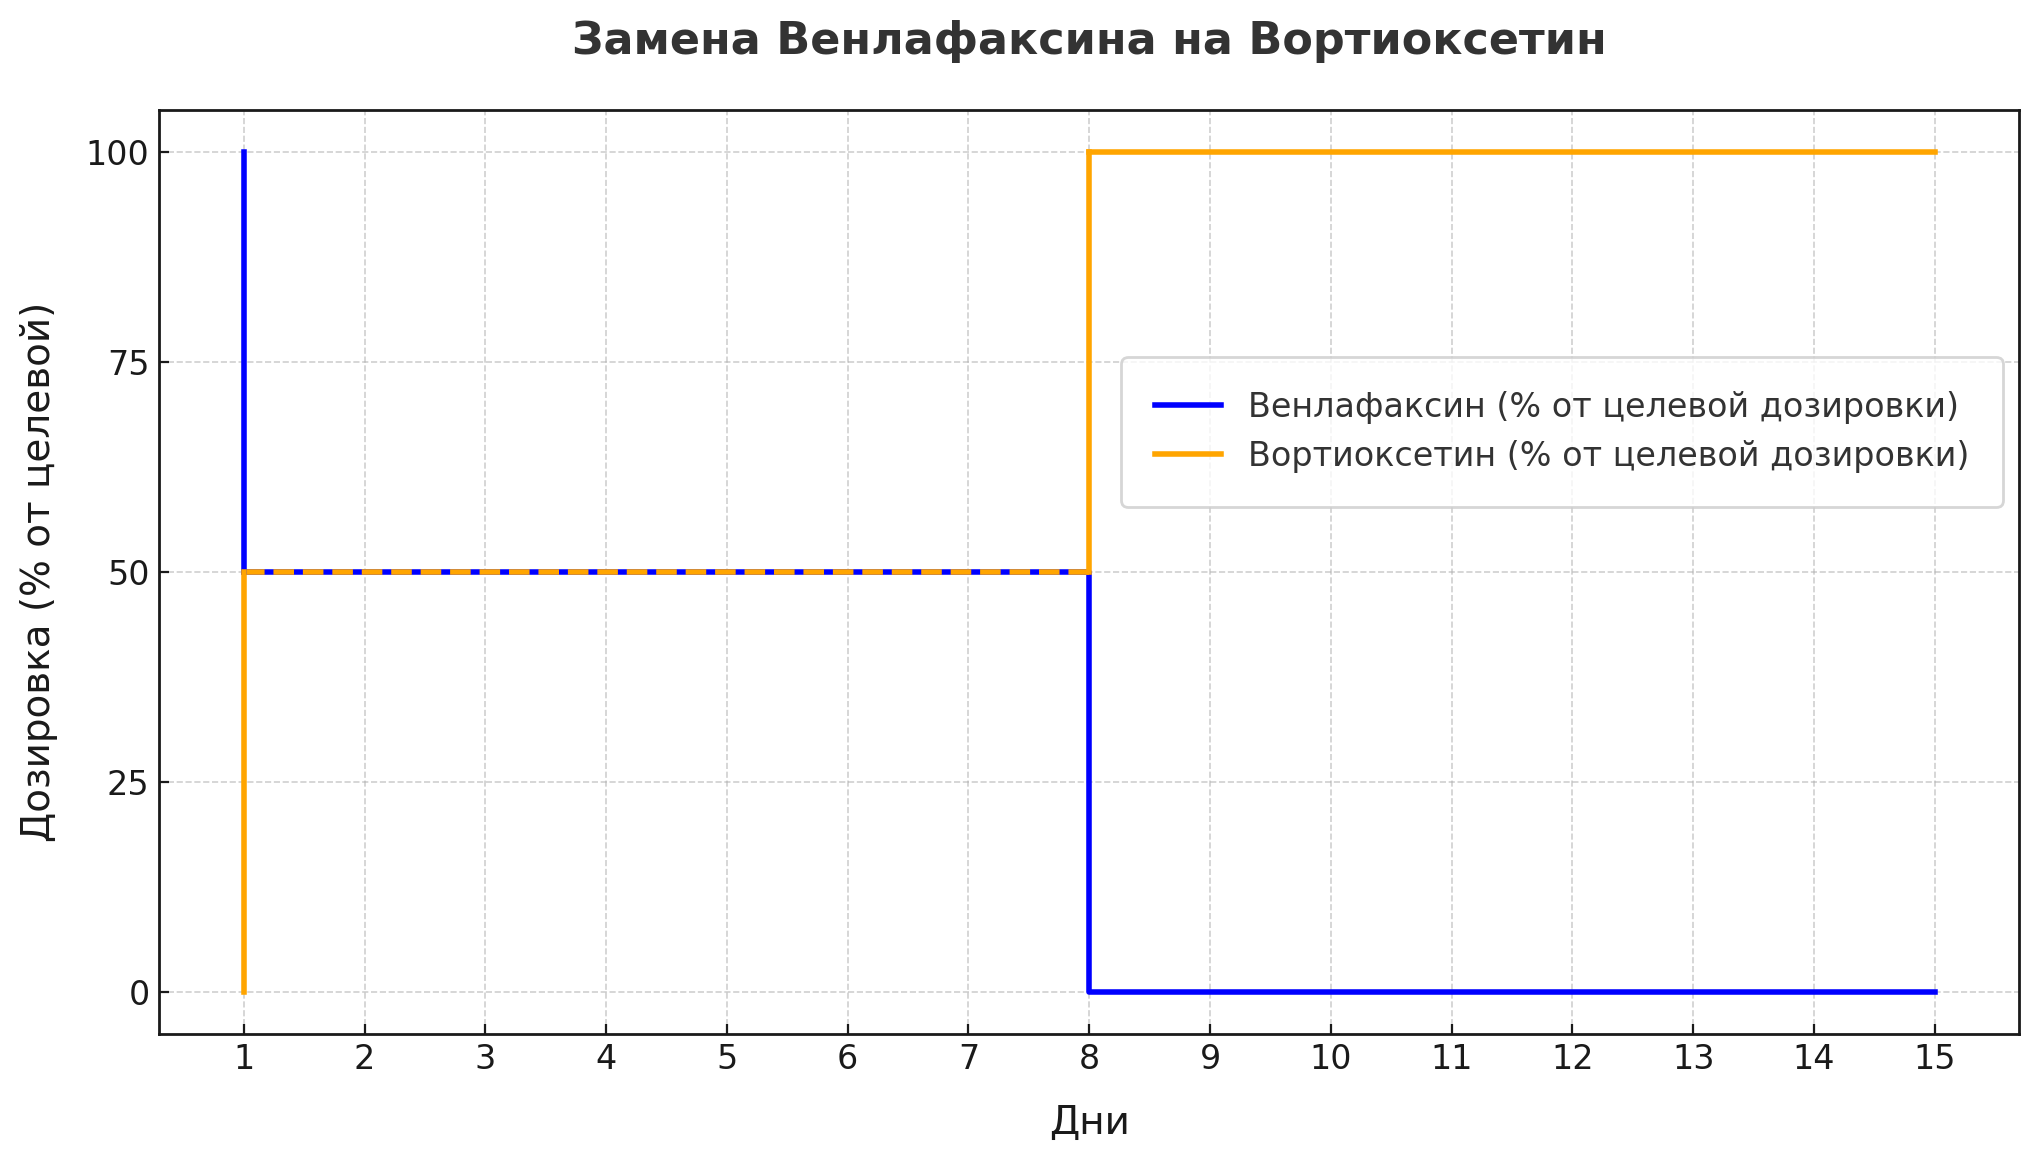 Замена Венлафаксина на Вортиоксетин
Дозировка (% от целевой)
100
75
50
25
0
Венлафаксин (% от целевой дозировки)
Вортиоксетин (% от целевой дозировки)
1 2 3 4 5 6 7 8 9 10 11 12 13 14 15
Дни